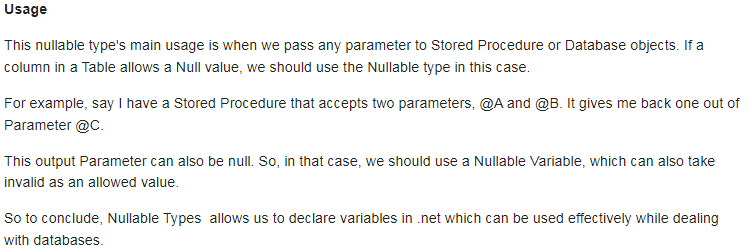 Usage
This nullable type's main usage is when we pass any parameter to Stored Procedure or Database objects. If a
column in a Table allows a Null value, we should use the Nullable type in this case.
For example, say I have a Stored Procedure that accepts two parameters, @A and @B. It gives me back one out of
Parameter @C.
This output Parameter can also be null. So, in that case, we should use a Nullable Variable, which can also take
invalid as an allowed value.
So to conclude, Nullable Types  allows us to declare variables in .net which can be used effectively while dealing
with databases.